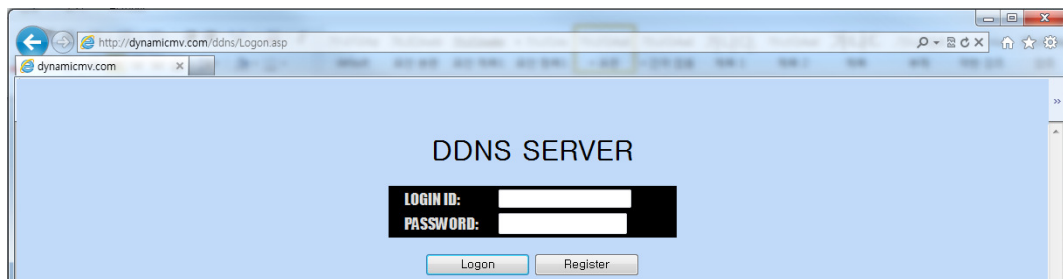 http://dynamicmv.com/ddns/Logon.asp
dynamicmv.com
DDNS SERVER
LOGIN ID:
PASSWORD:
Logon
Register